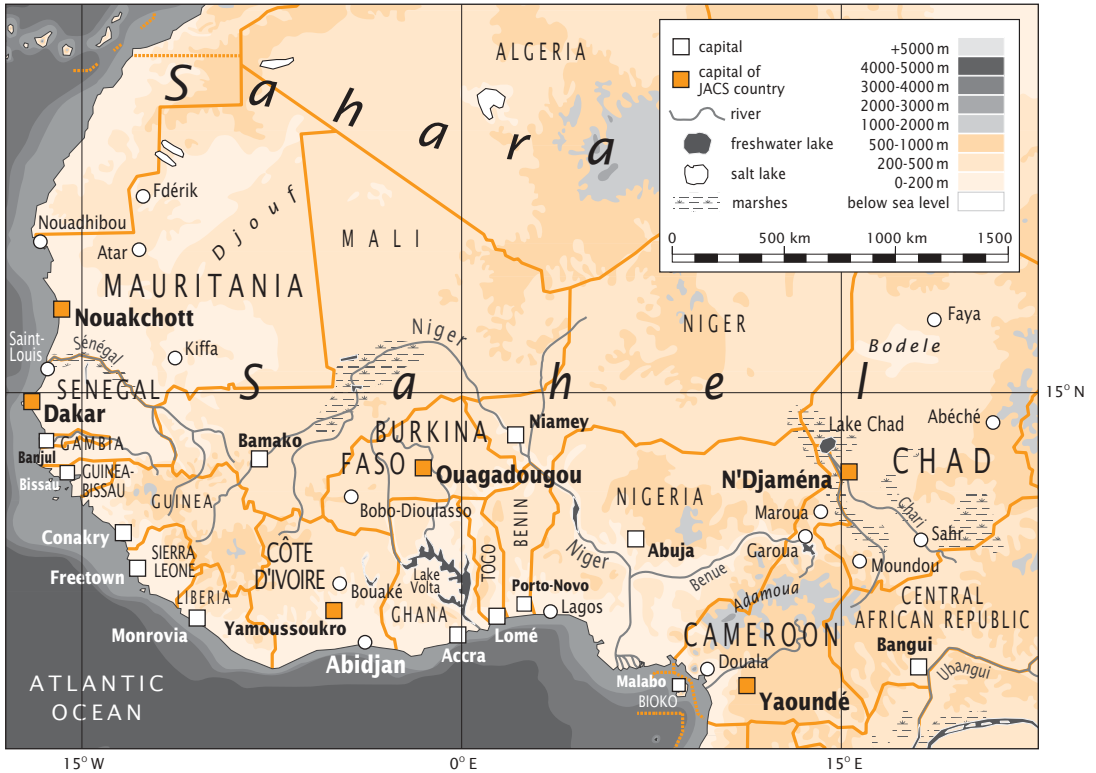 ALGERIA
Sahara
capital
capital of
JACS country
river
freshwater lake
salt lake
marshes
+5000 m
4000-5000 m
3000-4000 m
2000-3000 m
1000-2000 m
500-1000 m
200-500 m
0-200 m
below sea level
0
500 km
1000 km
1500
Fdérik
Nouadhibou
Atar
Djouf
MALI
MAURITANIA
Nouakchott
Saint-
Louis
Sénégal
Kiffa
Niger
NIGER
Faya
Bodele
Sahel
15° N
SENEGAL
Dakar
GAMBIA
Banjul
Bissau
GUINEA-
BISSAU
Bamako
BURKINA
FASO
Niamey
Ouagadougou
Lake Chad
Abéché
CHAD
N'Djaména
GUINEA
Bobo-Dioulasso
BENIN
NIGERIA
Maroua
Chari
Conakry
SIERRA
LEONE
Freetown
CÔTE
D'IVOIRE
Bouaké
Lake
Volta
TOGO
Niger
Abuja
Garoua
Benue
Sahr
Moundou
LIBERIA
Monrovia
Yamoussoukro
GHANA
Porto-Novo
Lagos
Adamoua
CENTRAL
AFRICAN REPUBLIC
Abidjan
Accra
Lomé
CAMEROON
Bangui
Douala
Malabo
BIOKO
Yaoundé
Ubangui
ATLANTIC
OCEAN
15° W
0° E
15° E